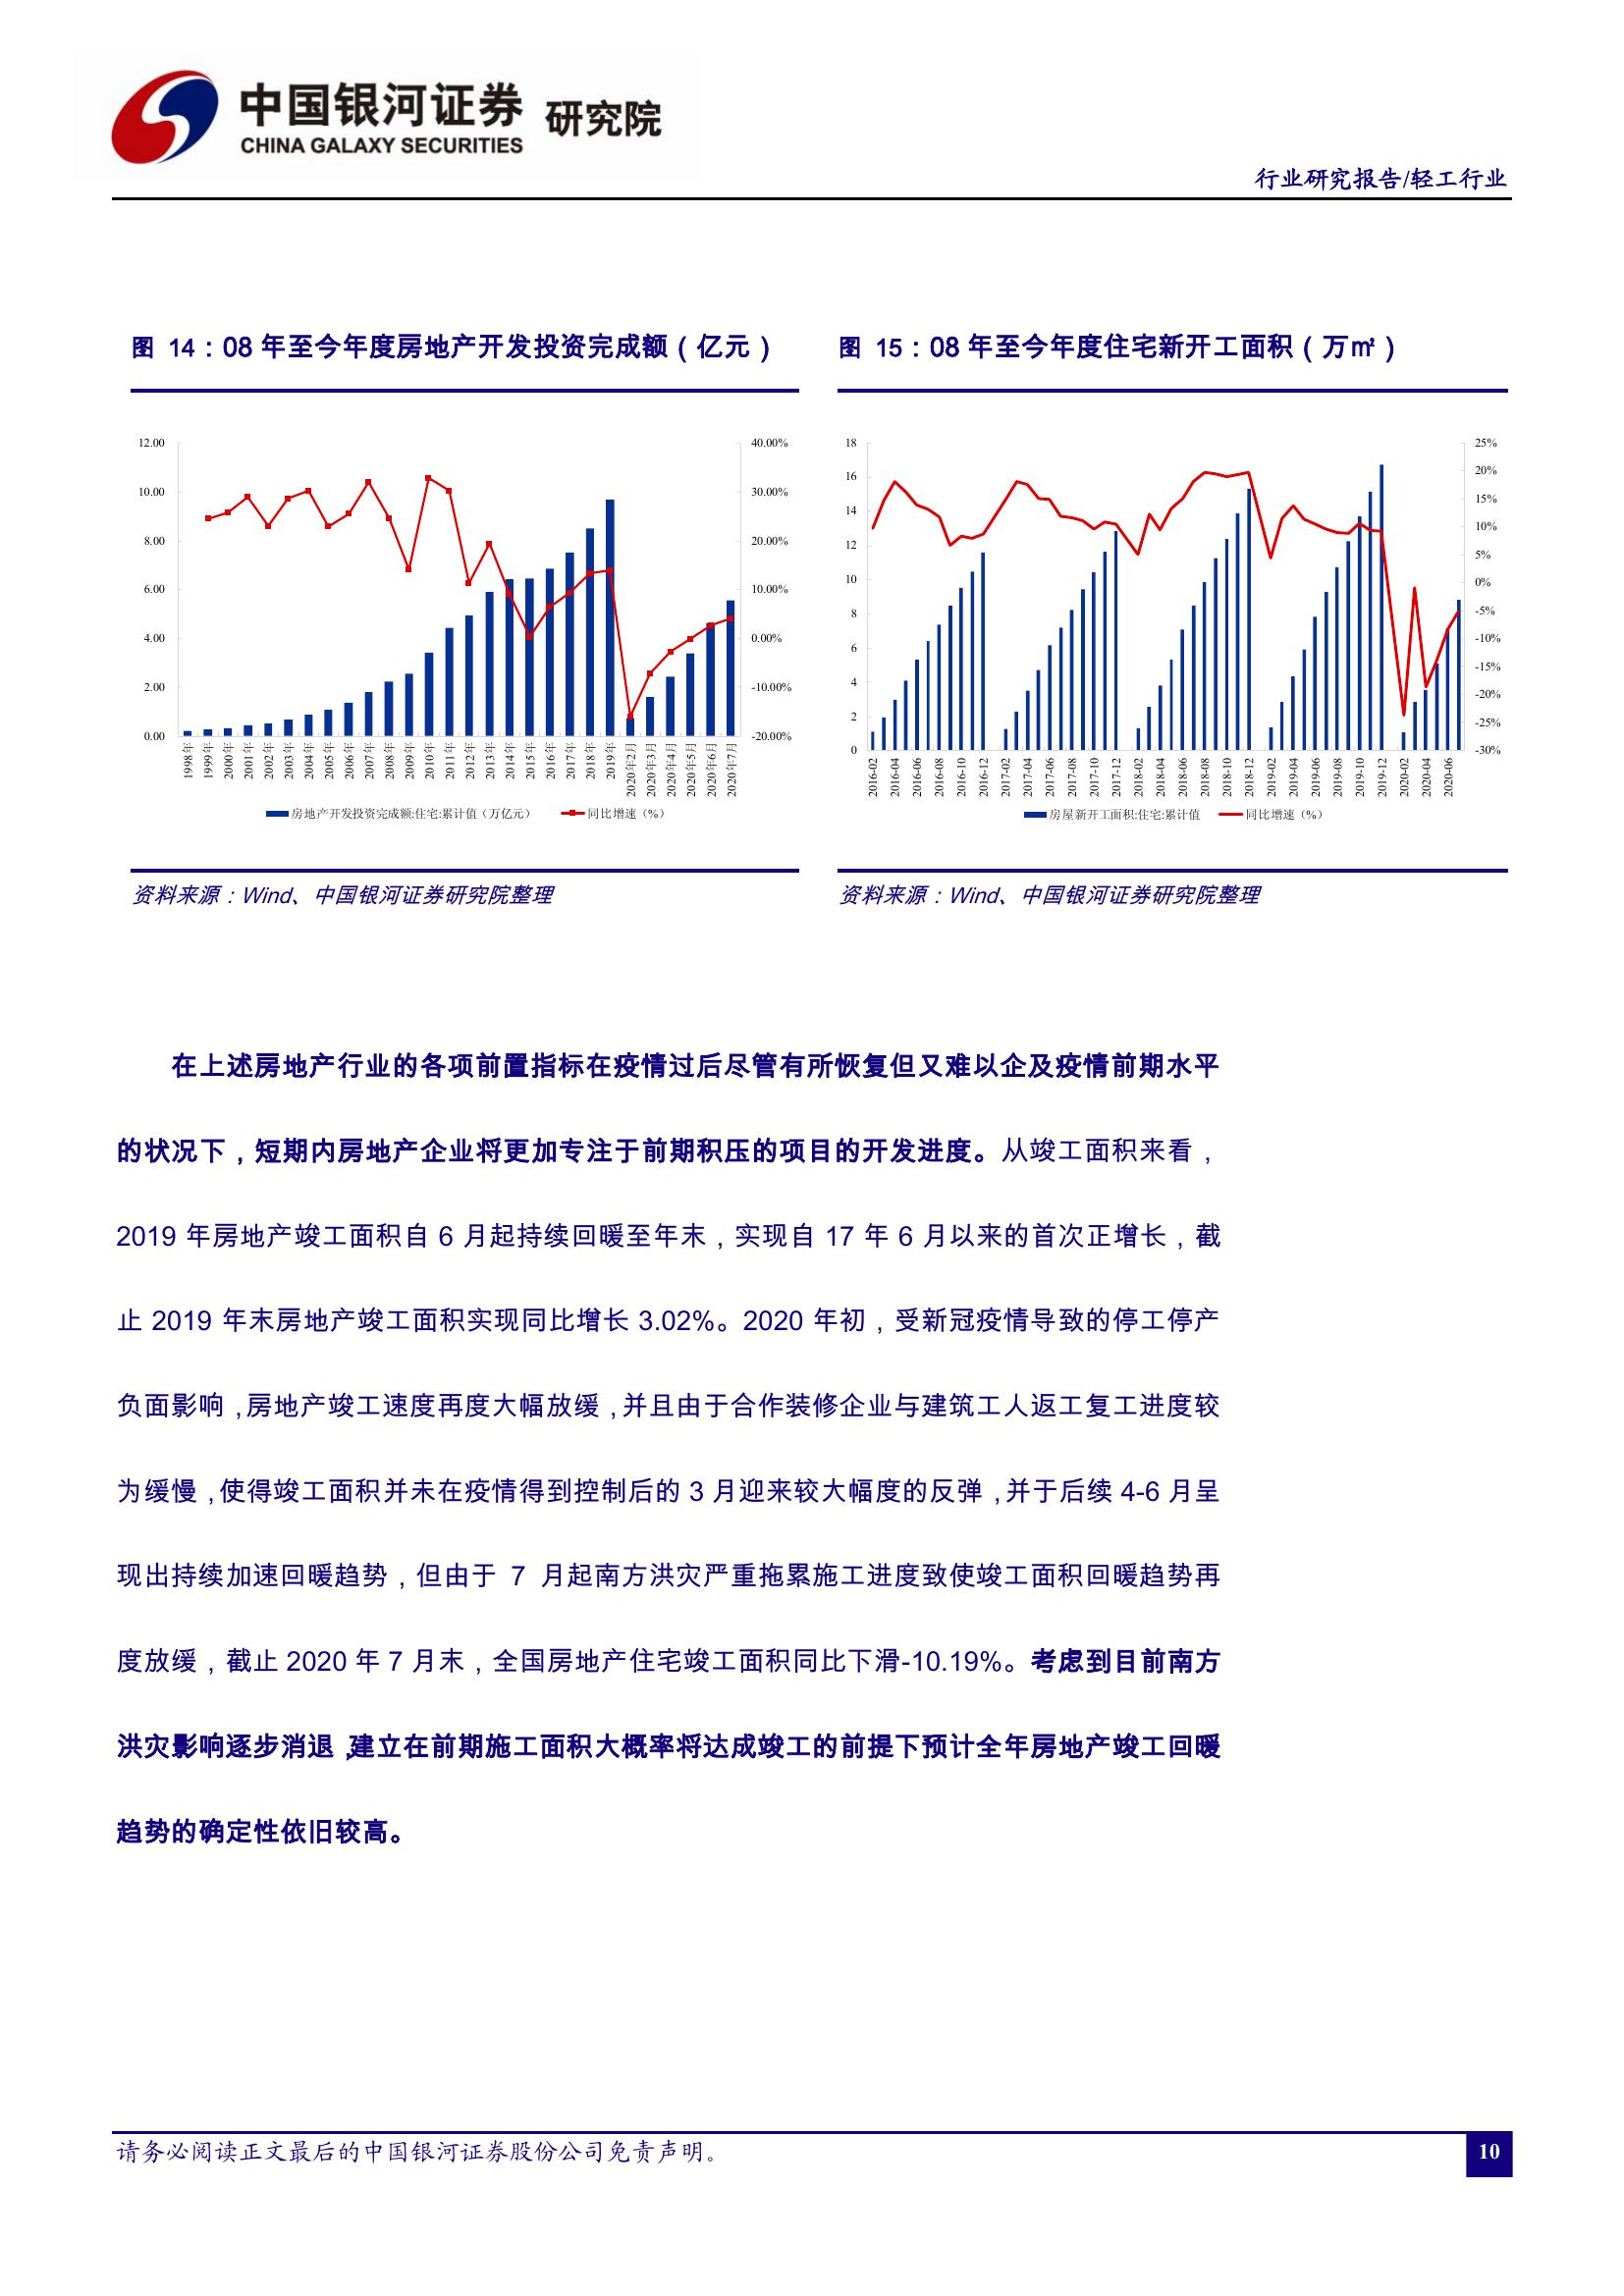 中国银河证券 研究院
CHINA GALAXY SECURITIES
行业研究报告/轻工行业
图 14：08 年至今年度房地产开发投资完成额（亿元）
12.00
10.00
8.00
6.00
4.00
2.00
0.00
40.00%
30.00%
20.00%
10.00%
0.00%
-10.00%
-20.00%
1998年
1999年
2000年
2001年
2002年
2003年
2004年
2005年
2006年
2007年
2008年
2009年
2010年
2011年
2012年
2013年
2014年
2015年
2016年
2017年
2018年
2019年
2020年2月
2020年3月
2020年4月
2020年5月
2020年6月
2020年7月
房地产开发投资完成额:住宅:累计值（万亿元）
同比增速（%）
资料来源：Wind、中国银河证券研究院整理
图 15：08 年至今年度住宅新开工面积（万㎡）
18
16
14
12
10
8
6
4
2
0
25%
20%
15%
10%
5%
0%
-5%
-10%
-15%
-20%
-25%
-30%
2016-02
2016-04
2016-06
2016-08
2016-10
2016-12
2017-02
2017-04
2017-06
2017-08
2017-10
2017-12
2018-02
2018-04
2018-06
2018-08
2018-10
2018-12
2019-02
2019-04
2019-06
2019-08
2019-10
2019-12
2020-02
2020-04
2020-06
房屋新开工面积:住宅:累计值
同比增速（%）
资料来源：Wind、中国银河证券研究院整理
在上述房地产行业的各项前置指标在疫情过后尽管有所恢复但又难以企及疫情前期水平
的状况下，短期内房地产企业将更加专注于前期积压的项目的开发进度。从竣工面积来看，
2019 年房地产竣工面积自 6 月起持续回暖至年末，实现自 17 年 6 月以来的首次正增长，截
止 2019 年末房地产竣工面积实现同比增长 3.02%。2020 年初，受新冠疫情导致的停工停产
负面影响，房地产竣工速度再度大幅放缓，并且由于合作装修企业与建筑工人返工复工进度较
为缓慢，使得竣工面积并未在疫情得到控制后的 3 月迎来较大幅度的反弹，并于后续 4-6 月呈
现出持续加速回暖趋势，但由于 7 月起南方洪灾严重拖累施工进度致使竣工面积回暖趋势再
度放缓，截止 2020 年 7 月末，全国房地产住宅竣工面积同比下滑-10.19%。考虑到目前南方
洪灾影响逐步消退，建立在前期施工面积大概率将达成竣工的前提下预计全年房地产竣工回暖
趋势的确定性依旧较高。
请务必阅读正文最后的中国银河证券股份公司免责声明。
10